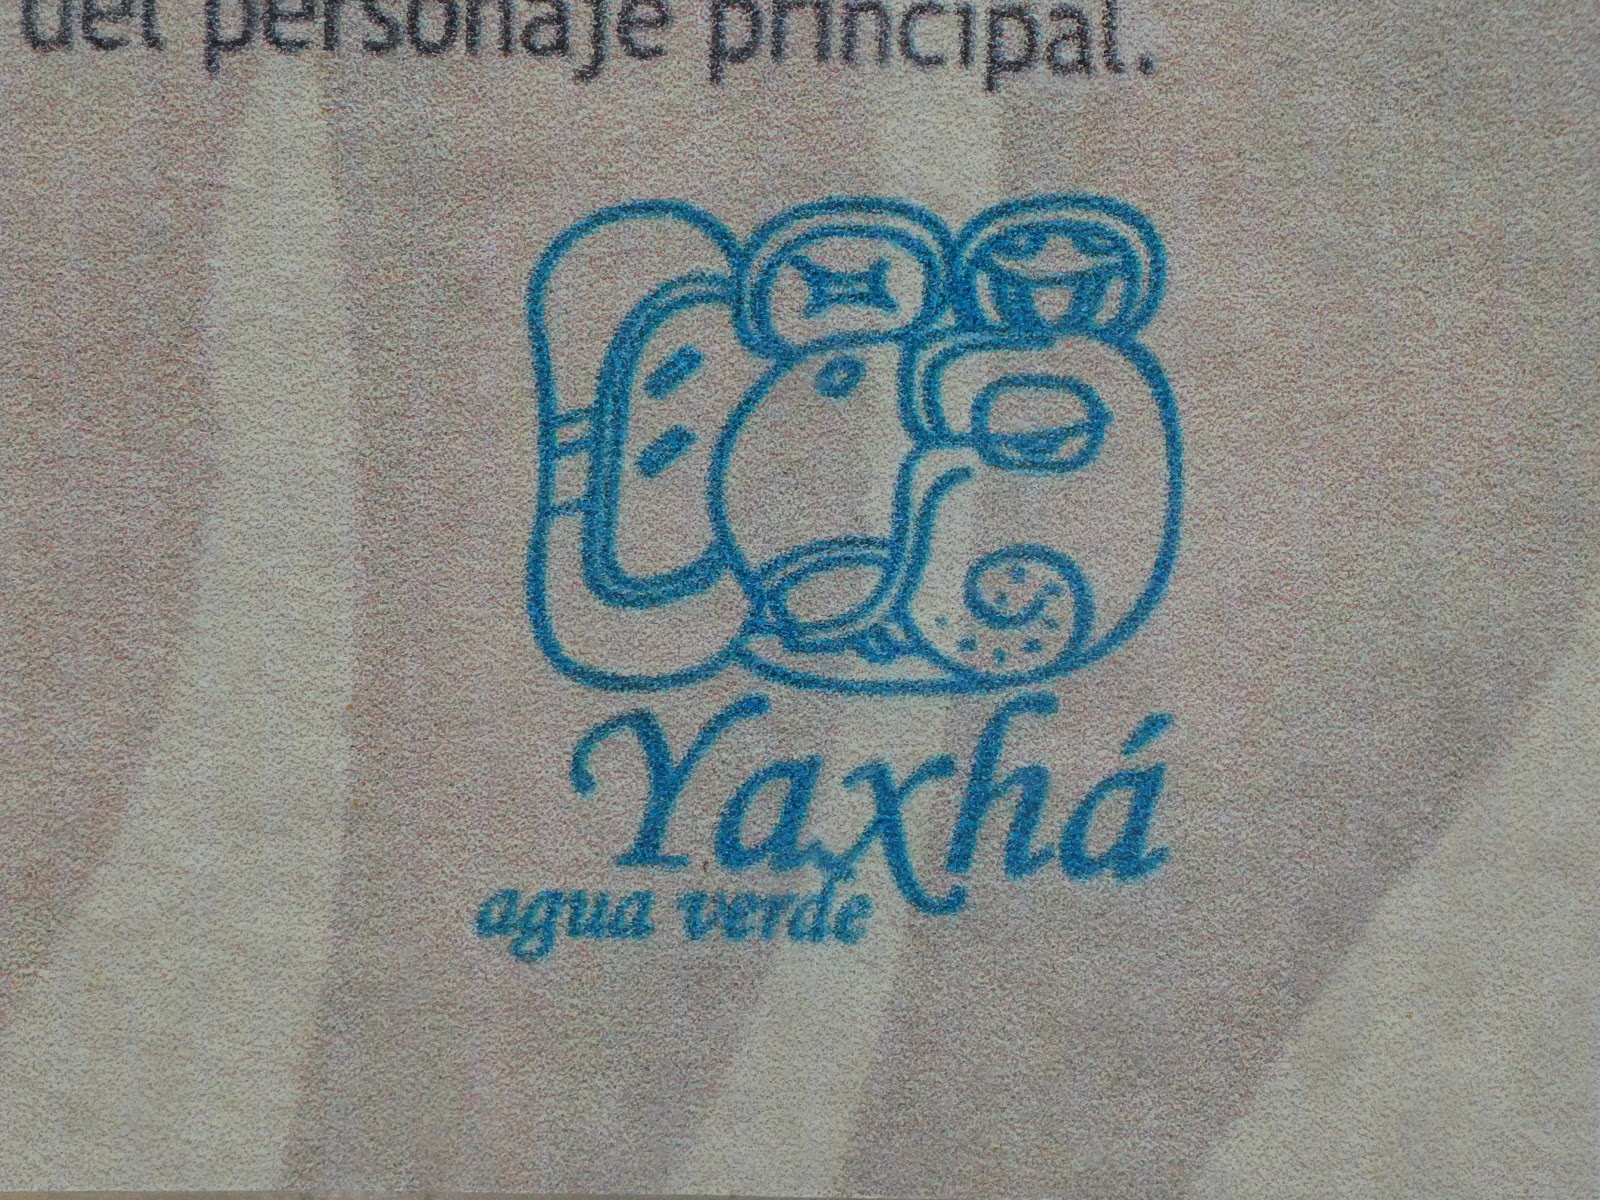 del personaje principal.
Yaxhá
agua verde